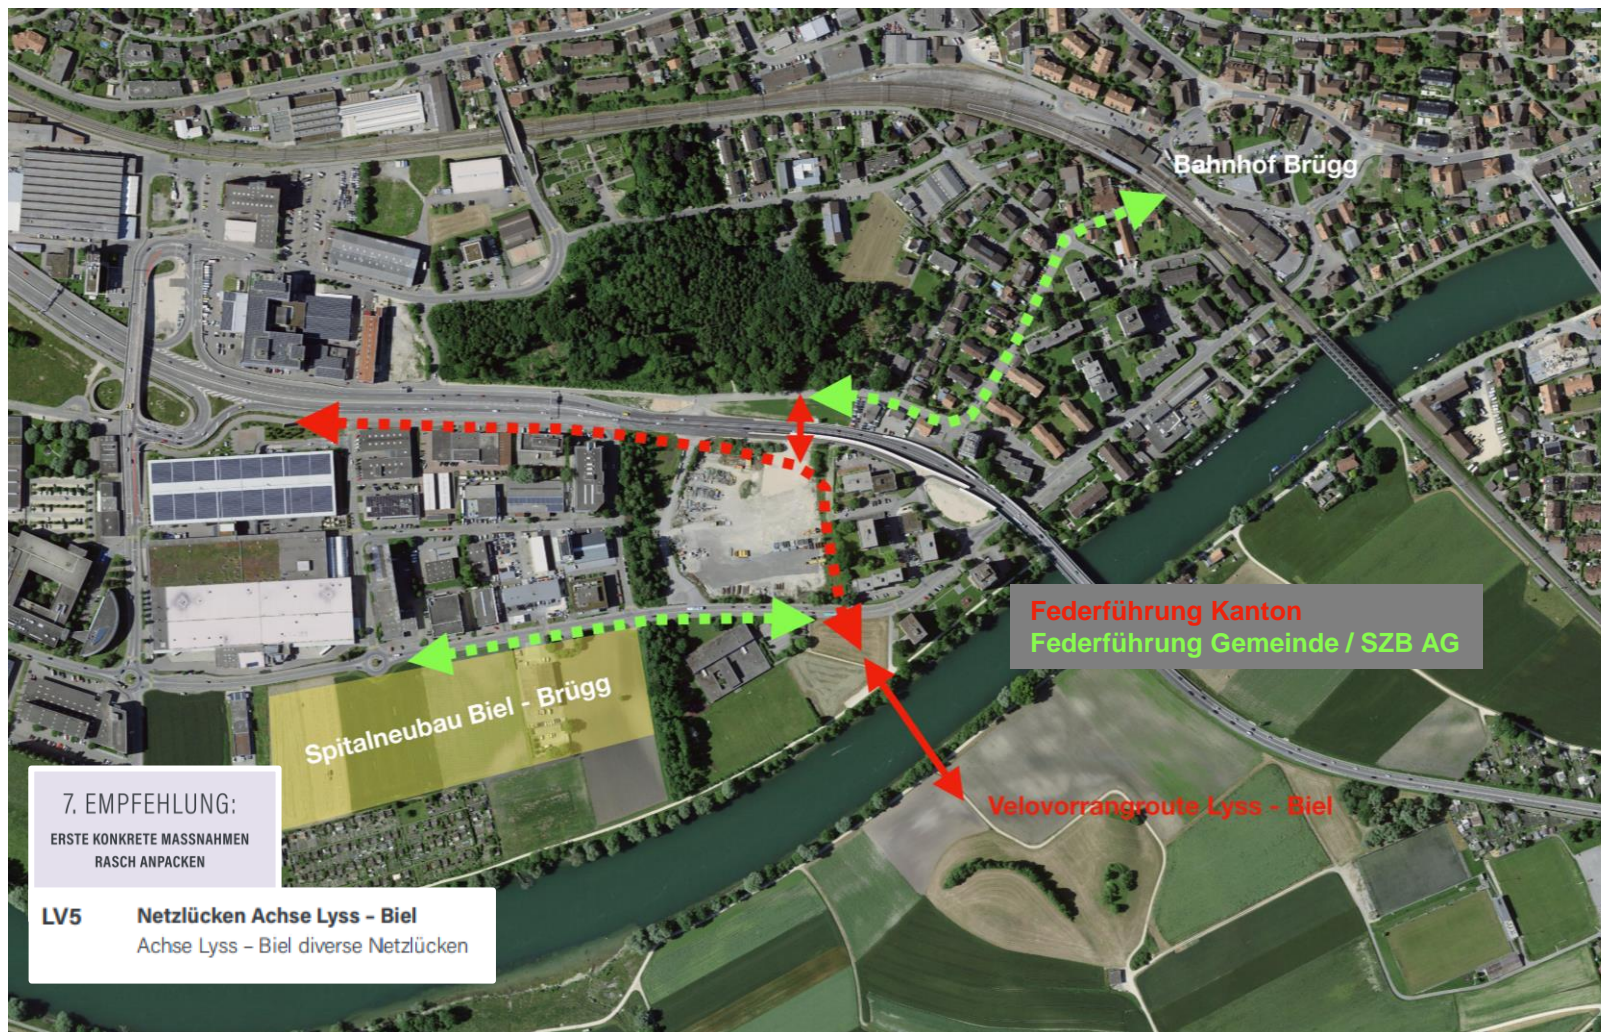 Bahnhof Brügg
Federführung Kanton
Federführung Gemeinde / SZB AG
Spitalneubau Biel - Brügg
Velovorrangroute Lyss - Biel
7. EMPFEHLUNG:
ERSTE KONKRETE MASSNAHMEN
RASCH ANPACKEN
LV5 Netzlücken Achse Lyss – Biel
Achse Lyss – Biel diverse Netzlücken